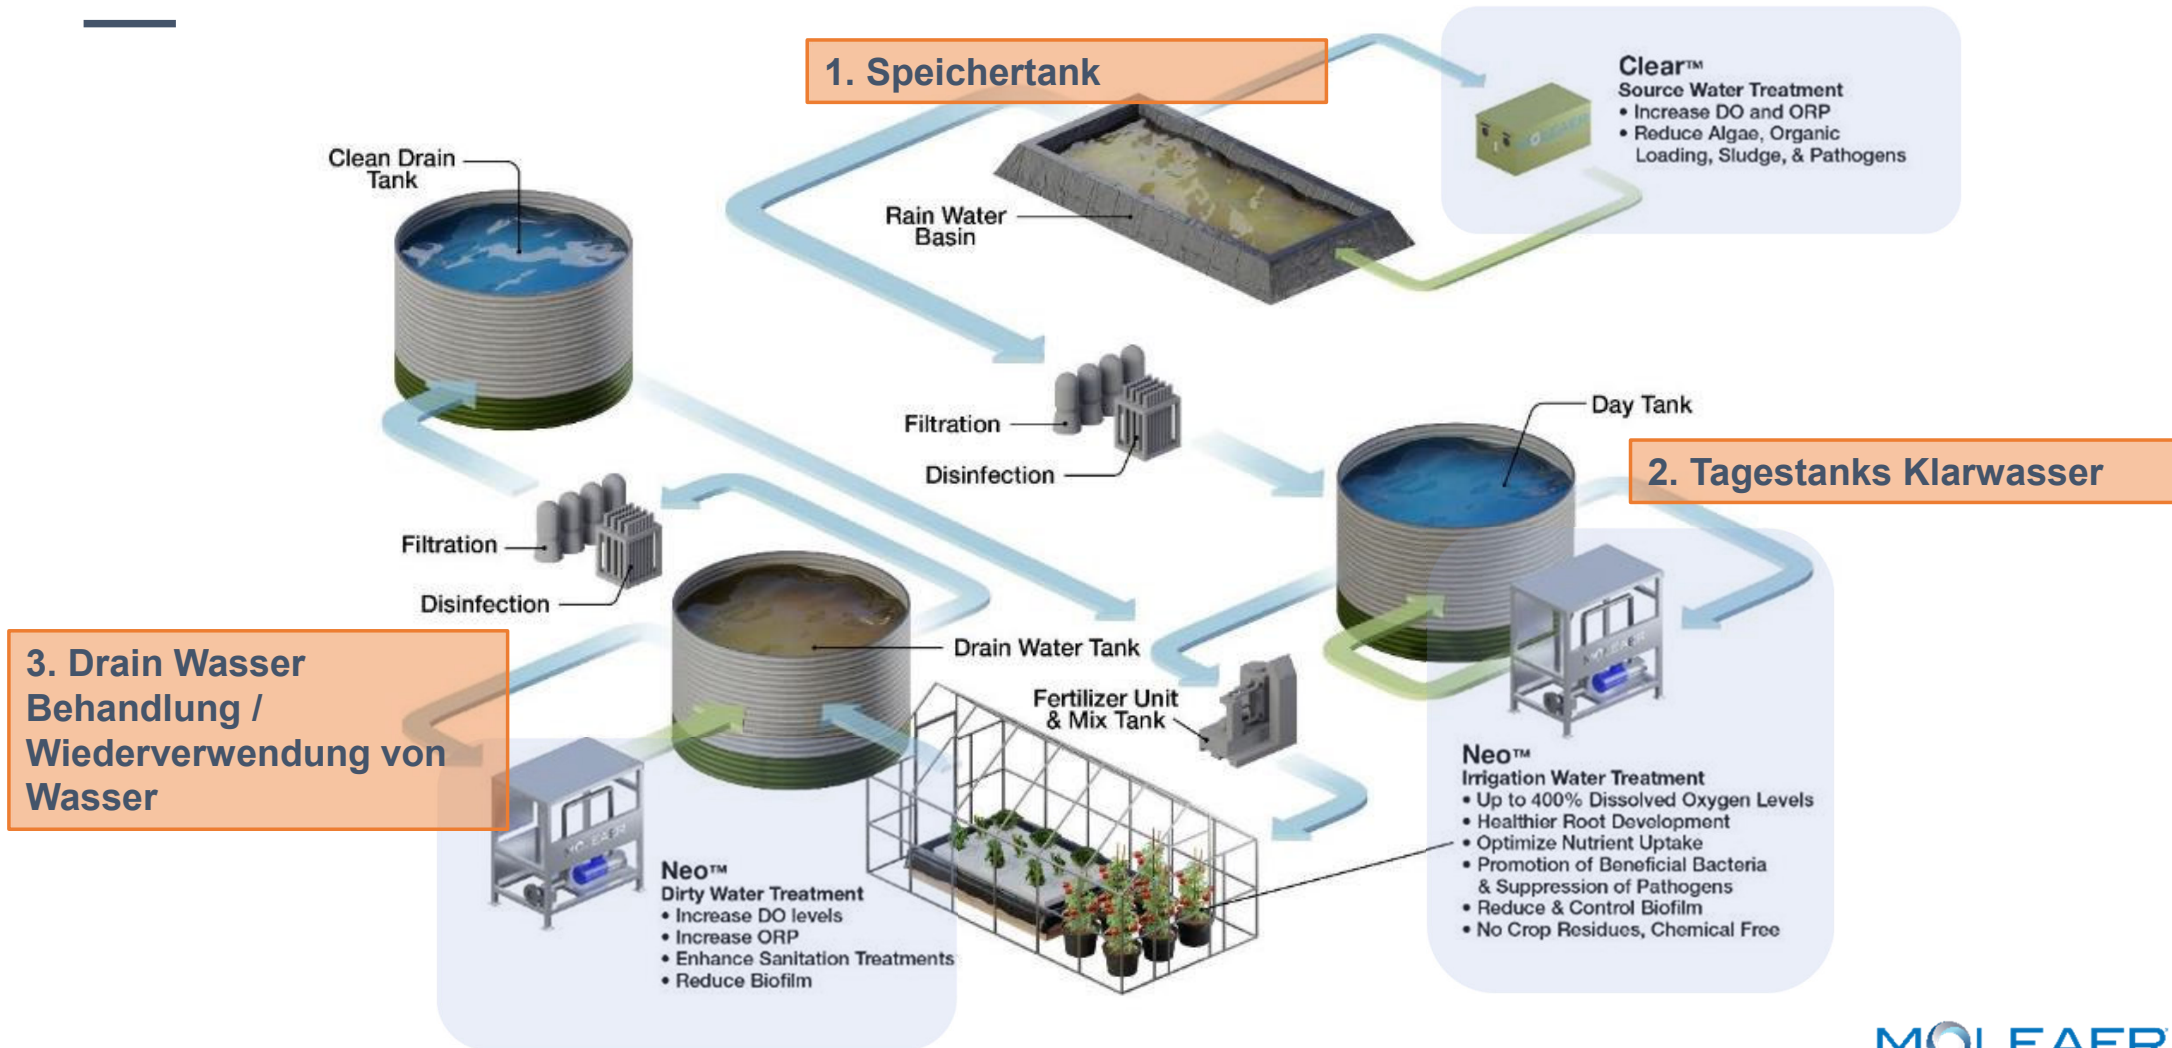 1. Speichertank
Clear™
Source Water Treatment
• Increase DO and ORP
• Reduce Algae, Organic
Loading, Sludge, & Pathogens
MOLEAER
Clean Drain
Tank
Rain Water
Basin
Filtration
Disinfection
Day Tank
2. Tagestanks Klarwasser
Filtration
Disinfection
3. Drain Wasser
Behandlung /
Wiederverwendung von
Wasser
Drain Water Tank
Fertilizer Unit
& Mix Tank
MOLEAER
Neo™
Irrigation Water Treatment
• Up to 400% Dissolved Oxygen Levels
• Healthier Root Development
• Optimize Nutrient Uptake
• Promotion of Beneficial Bacteria
& Suppression of Pathogens
• Reduce & Control Biofilm
• No Crop Residues, Chemical Free
MOLEAER
Neo™
Dirty Water Treatment
• Increase DO levels
• Increase ORP
• Enhance Sanitation Treatments
• Reduce Biofilm
MOLEAER